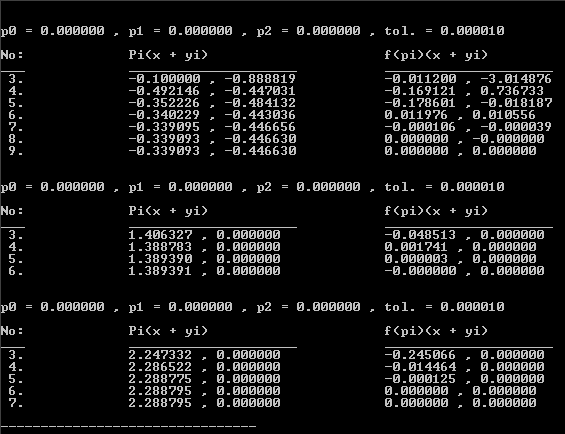 p0 = 0.000000 , p1 = 0.000000 , p2 = 0.000000 , tol. = 0.000010
No: Pi(x + yi) f(pi)(x + yi)
3. -0.100000 , -0.888819 -0.011200 , -3.014876
4. -0.492146 , -0.447031 -0.169121 , 0.736733
5. -0.352226 , -0.484132 -0.178601 , -0.018187
6. -0.340229 , -0.443036 0.011976 , 0.010556
7. -0.339095 , -0.446656 -0.000106 , -0.000039
8. -0.339093 , -0.446630 0.000000 , -0.000000
9. -0.339093 , -0.446630 0.000000 , 0.000000
p0 = 0.000000 , p1 = 0.000000 , p2 = 0.000000 , tol. = 0.000010
No: Pi(x + yi) f(pi)(x + yi)
3. 1.406327 , 0.000000 -0.048513 , 0.000000
4. 1.388783 , 0.000000 0.001741 , 0.000000
5. 1.389390 , 0.000000 0.000003 , 0.000000
6. 1.389391 , 0.000000 -0.000000 , 0.000000
p0 = 0.000000 , p1 = 0.000000 , p2 = 0.000000 , tol. = 0.000010
No: Pi(x + yi) f(pi)(x + yi)
3. 2.247332 , 0.000000 -0.245066 , 0.000000
4. 2.286522 , 0.000000 -0.014464 , 0.000000
5. 2.288775 , 0.000000 -0.000125 , 0.000000
6. 2.288795 , 0.000000 0.000000 , 0.000000
7. 2.288795 , 0.000000 0.000000 , 0.000000
--------------------------------